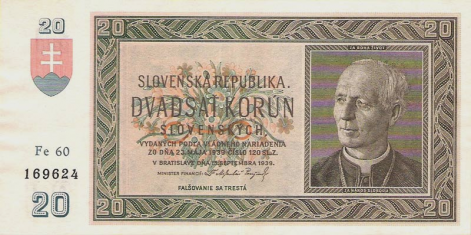 20
20
SLOVENSKÁ REPUBLIKA.
DVADSAŤ KORÚN
SLOVENSKÝCH.
VYDANÝCH PODĽA VLÁDNEHO NARIADENIA
ZO DŇA 23. MÁJA 1939 ČÍSLO 120 SL. Z.
V BRATISLAVE DŇA 15. SEPTEMBRA 1939.
MINISTER FINANCIÍ:
FALŠOVANIE SA TRESTÁ
Fe 60
169624
20
20